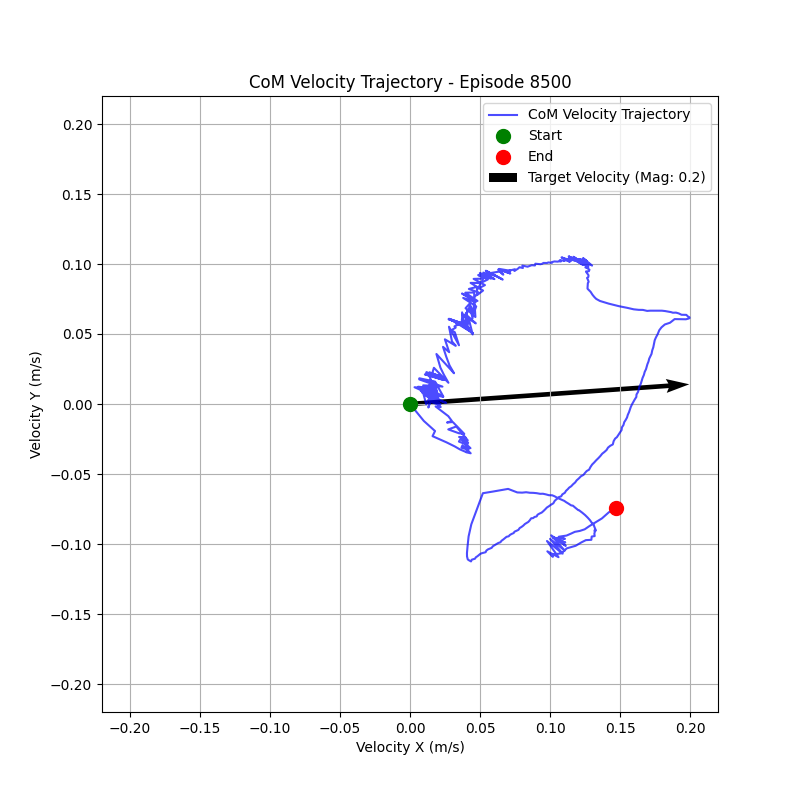 CoM Velocity Trajectory - Episode 8500
CoM Velocity Trajectory
Start
End
Target Velocity (Mag: 0.2)
Velocity Y (m/s)
0.20
0.15
0.10
0.05
0.00
−0.05
−0.10
−0.15
−0.20
−0.20
−0.15
−0.10
−0.05
0.00
0.05
0.10
0.15
0.20
Velocity X (m/s)